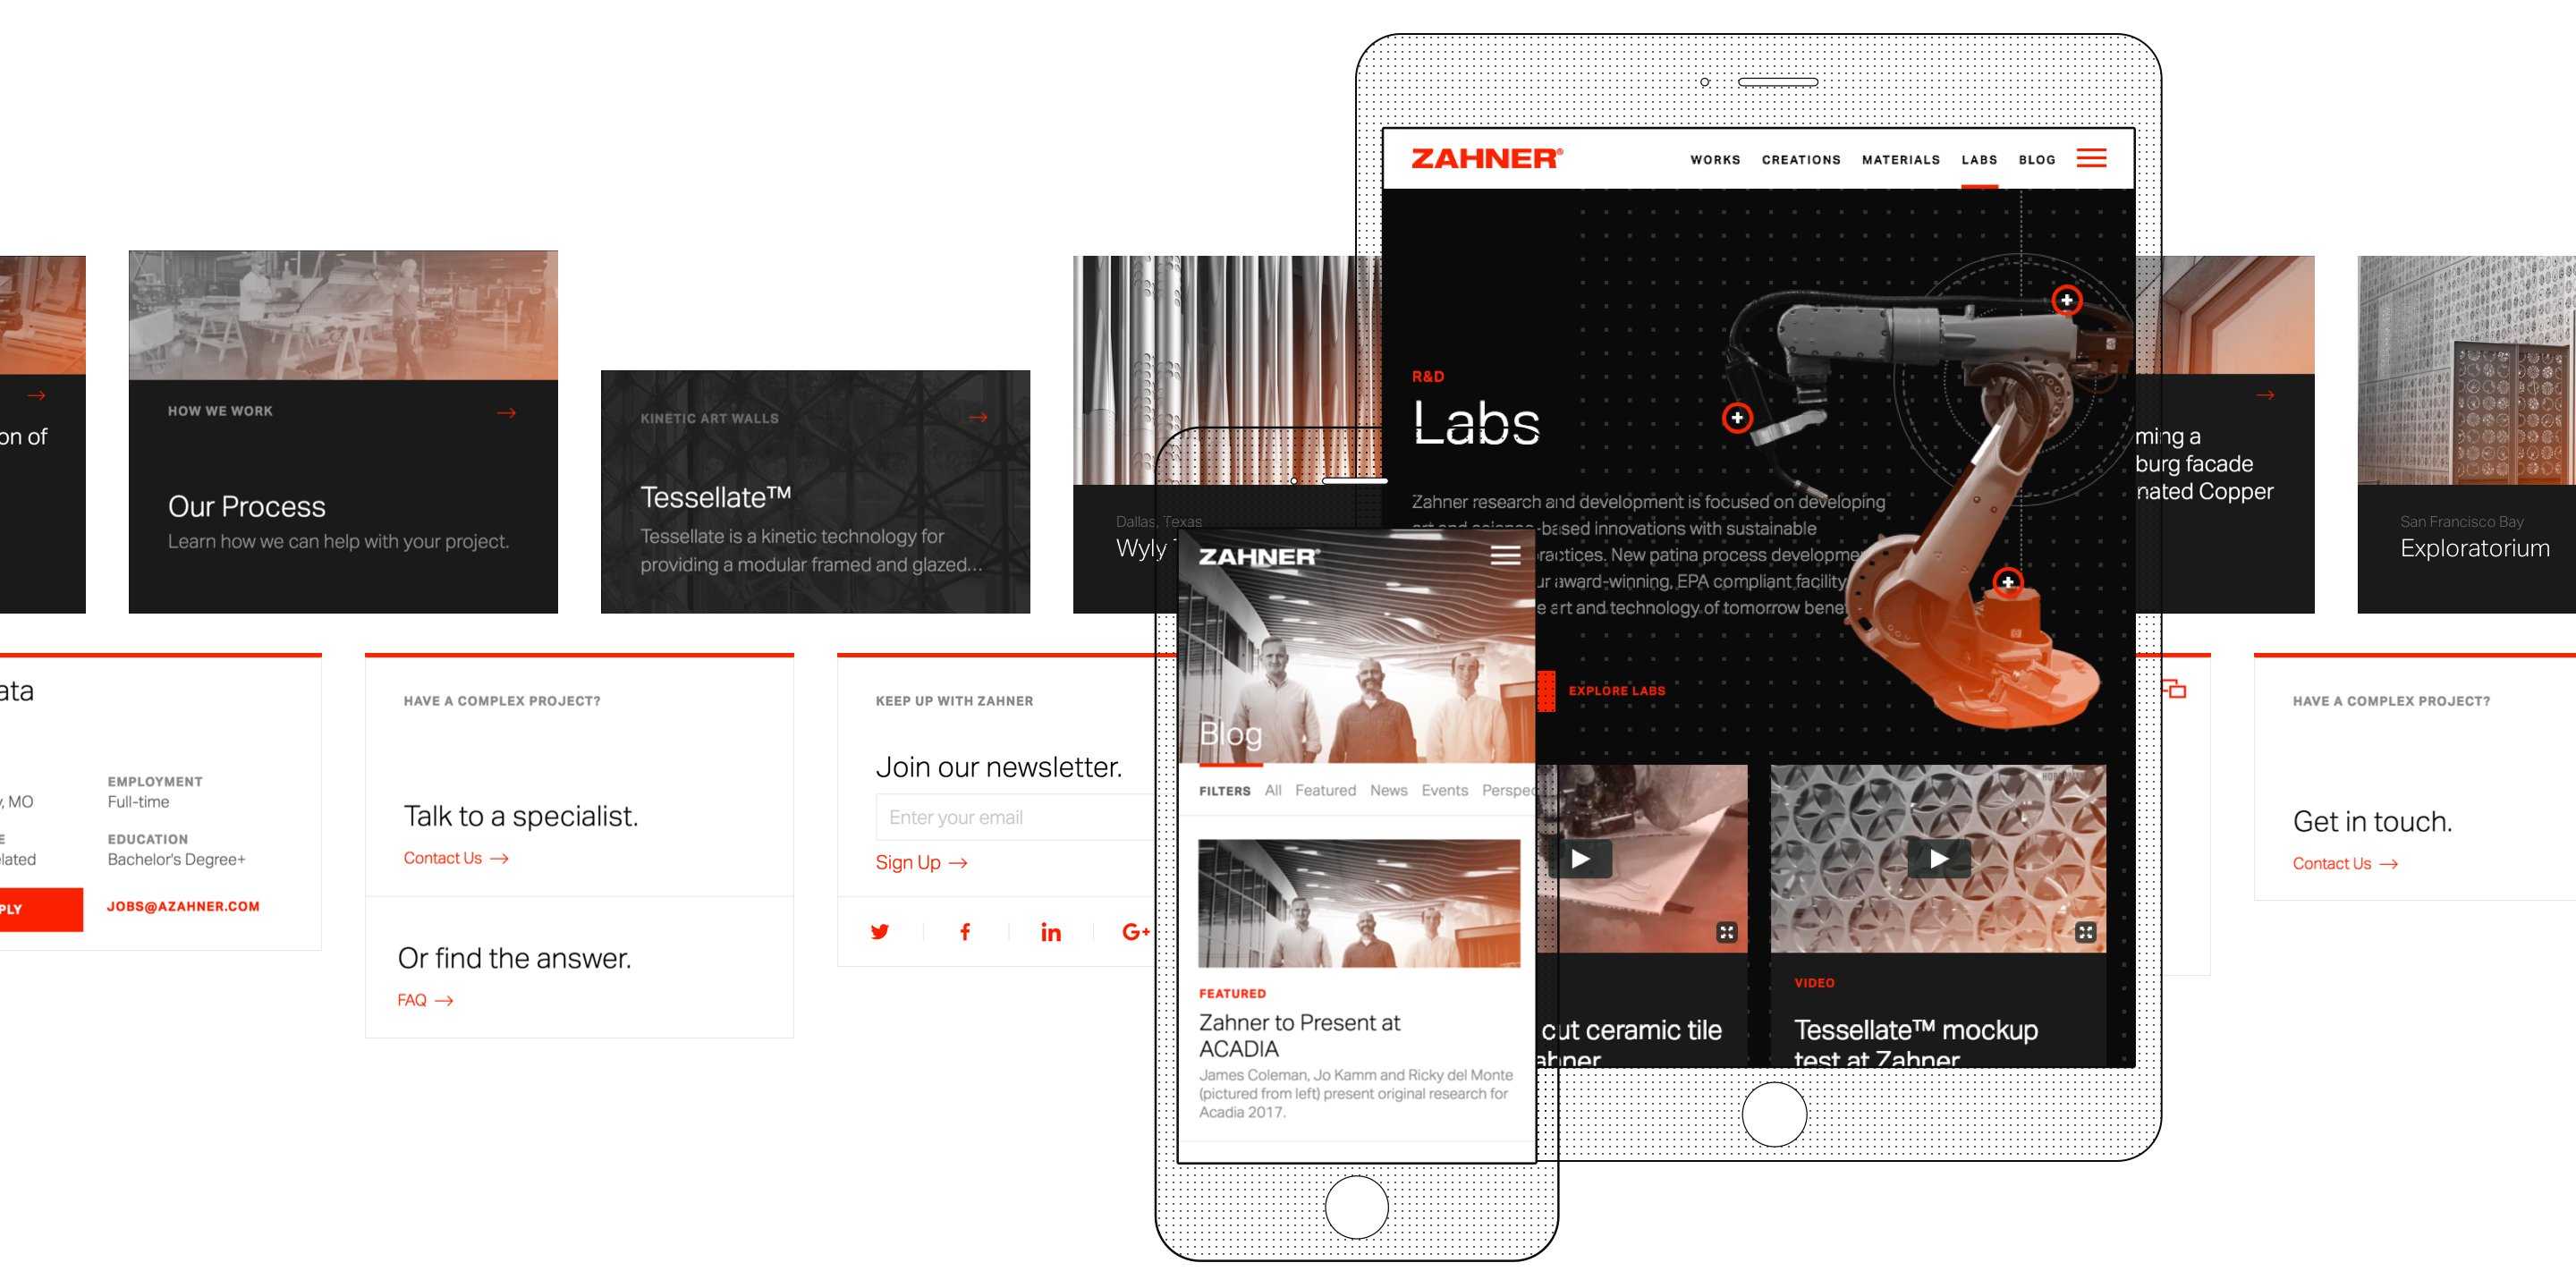 ZAHNER®
WORKS CREATIONS MATERIALS LABS BLOG
R&D
Labs
Zahner research and development is focused on developing
art and science-based innovations with sustainable
practices. New patina process developme
ur award-winning, EPA compliant facility
e art and technology of tomorrow bene
EXPLORE LABS
cut ceramic tile
ahner
VIDEO
Tessellate™ mockup
test at Zahner
on of
HOW WE WORK
Our Process
Learn how we can help with your project.
KINETIC ART WALLS
Tessellate™
Tessellate is a kinetic technology for
providing a modular framed and glazed...
Dallas, Texas
Wyly
ming a
burg facade
nated Copper
San Francisco Bay
Exploratorium
ata
, MO
EMPLOYMENT
Full-time
E
elated
EDUCATION
Bachelor's Degree+
PLY
JOBS@AZAHNER.COM
HAVE A COMPLEX PROJECT?
Talk to a specialist.
Contact Us →
Or find the answer.
FAQ →
KEEP UP WITH ZAHNER
Join our newsletter.
Enter your email
Sign Up →
ZAHNER®
Blog
FILTERS All Featured News Events Perspec
FEATURED
Zahner to Present at
ACADIA
James Coleman, Jo Kamm and Ricky del Monte
(pictured from left) present original research for
Acadia 2017.
HAVE A COMPLEX PROJECT?
Get in touch.
Contact Us →